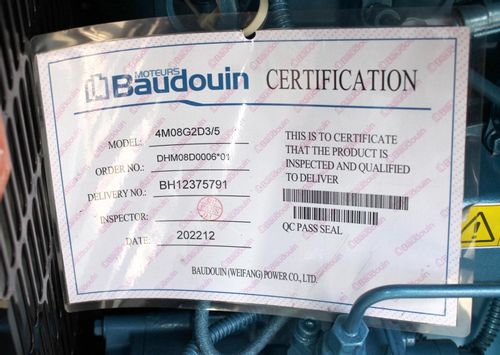 MOTEURS
Baudouin CERTIFICATION
MODEL: 4M08G2D3/5
ORDER NO.: DHM08D0006*01
DELIVERY NO.: BH12375791
INSPECTOR:
DATE: 202212
THIS IS TO CERTIFICATE
THAT THE PRODUCT IS
INSPECTED AND QUALIFIED
TO DELIVER
QC PASS SEAL
BAUDOUIN (WEIFANG) POWER CO., LTD.